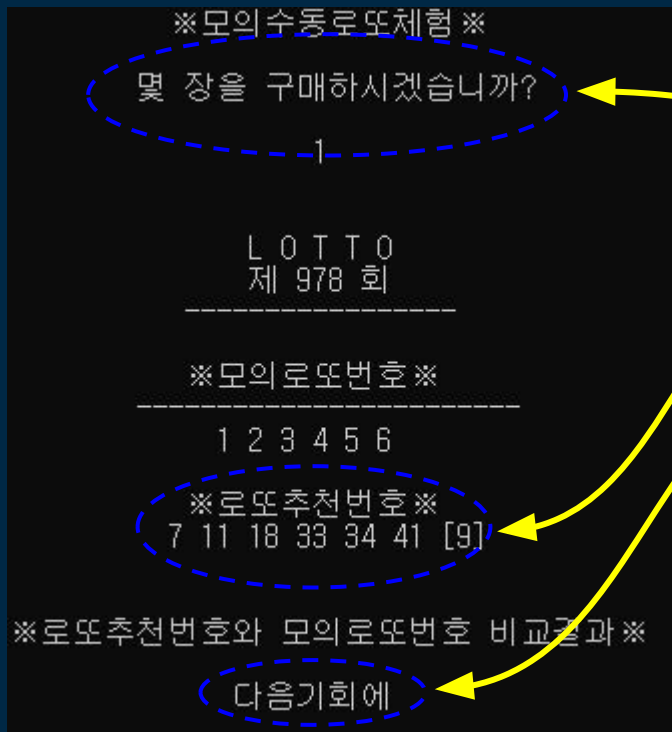 ※모의수동로또체험※
몇 장을 구매하시겠습니까?
1
L O T T O
제 978 회
-----------------
※모의로또번호※
------------------------
1 2 3 4 5 6
※로또추천번호※
7 11 18 33 34 41 [9]
※로또추천번호와 모의로또번호 비교결과※
다음기회에